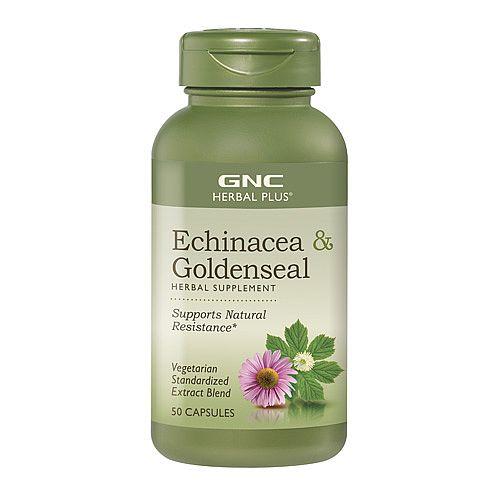 GNC
HERBAL PLUS®
Echinacea &
Goldenseal
HERBAL SUPPLEMENT
Supports Natural
Resistance*
Vegetarian
Standardized
Extract Blend
50 CAPSULES